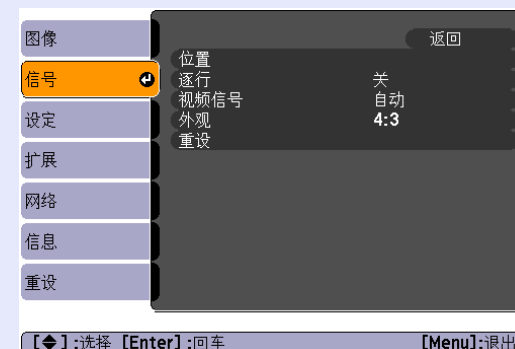 图像
信号
设定
扩展
网络
信息
重设
返回
位置
逐行 关
视频信号 自动
外观 4:3
重设
[◆]:选择 [Enter]:回车 [Menu]:退出